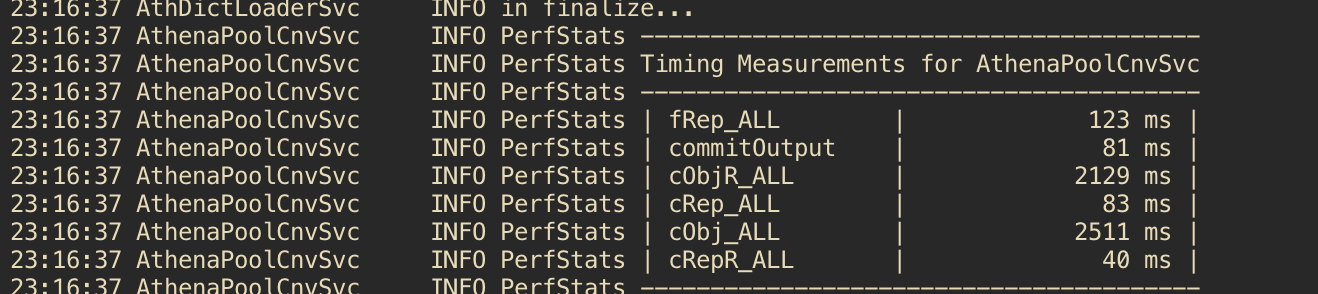 23:16:37 AthDictLoaderSvc     INFO in finalize...
23:16:37 AthenaPoolCnvSvc     INFO PerfStats ----------------------------------------
23:16:37 AthenaPoolCnvSvc     INFO PerfStats Timing Measurements for AthenaPoolCnvSvc
23:16:37 AthenaPoolCnvSvc     INFO PerfStats ----------------------------------------
23:16:37 AthenaPoolCnvSvc     INFO PerfStats | fRep_ALL        |             123 ms |
23:16:37 AthenaPoolCnvSvc     INFO PerfStats | commitOutput    |              81 ms |
23:16:37 AthenaPoolCnvSvc     INFO PerfStats | cObjR_ALL       |            2129 ms |
23:16:37 AthenaPoolCnvSvc     INFO PerfStats | cRep_ALL        |              83 ms |
23:16:37 AthenaPoolCnvSvc     INFO PerfStats | cObj_ALL        |            2511 ms |
23:16:37 AthenaPoolCnvSvc     INFO PerfStats | cRepR_ALL       |              40 ms |
23:16:37 AthenaPoolCnvSvc     INFO PerfStats ----------------------------------------